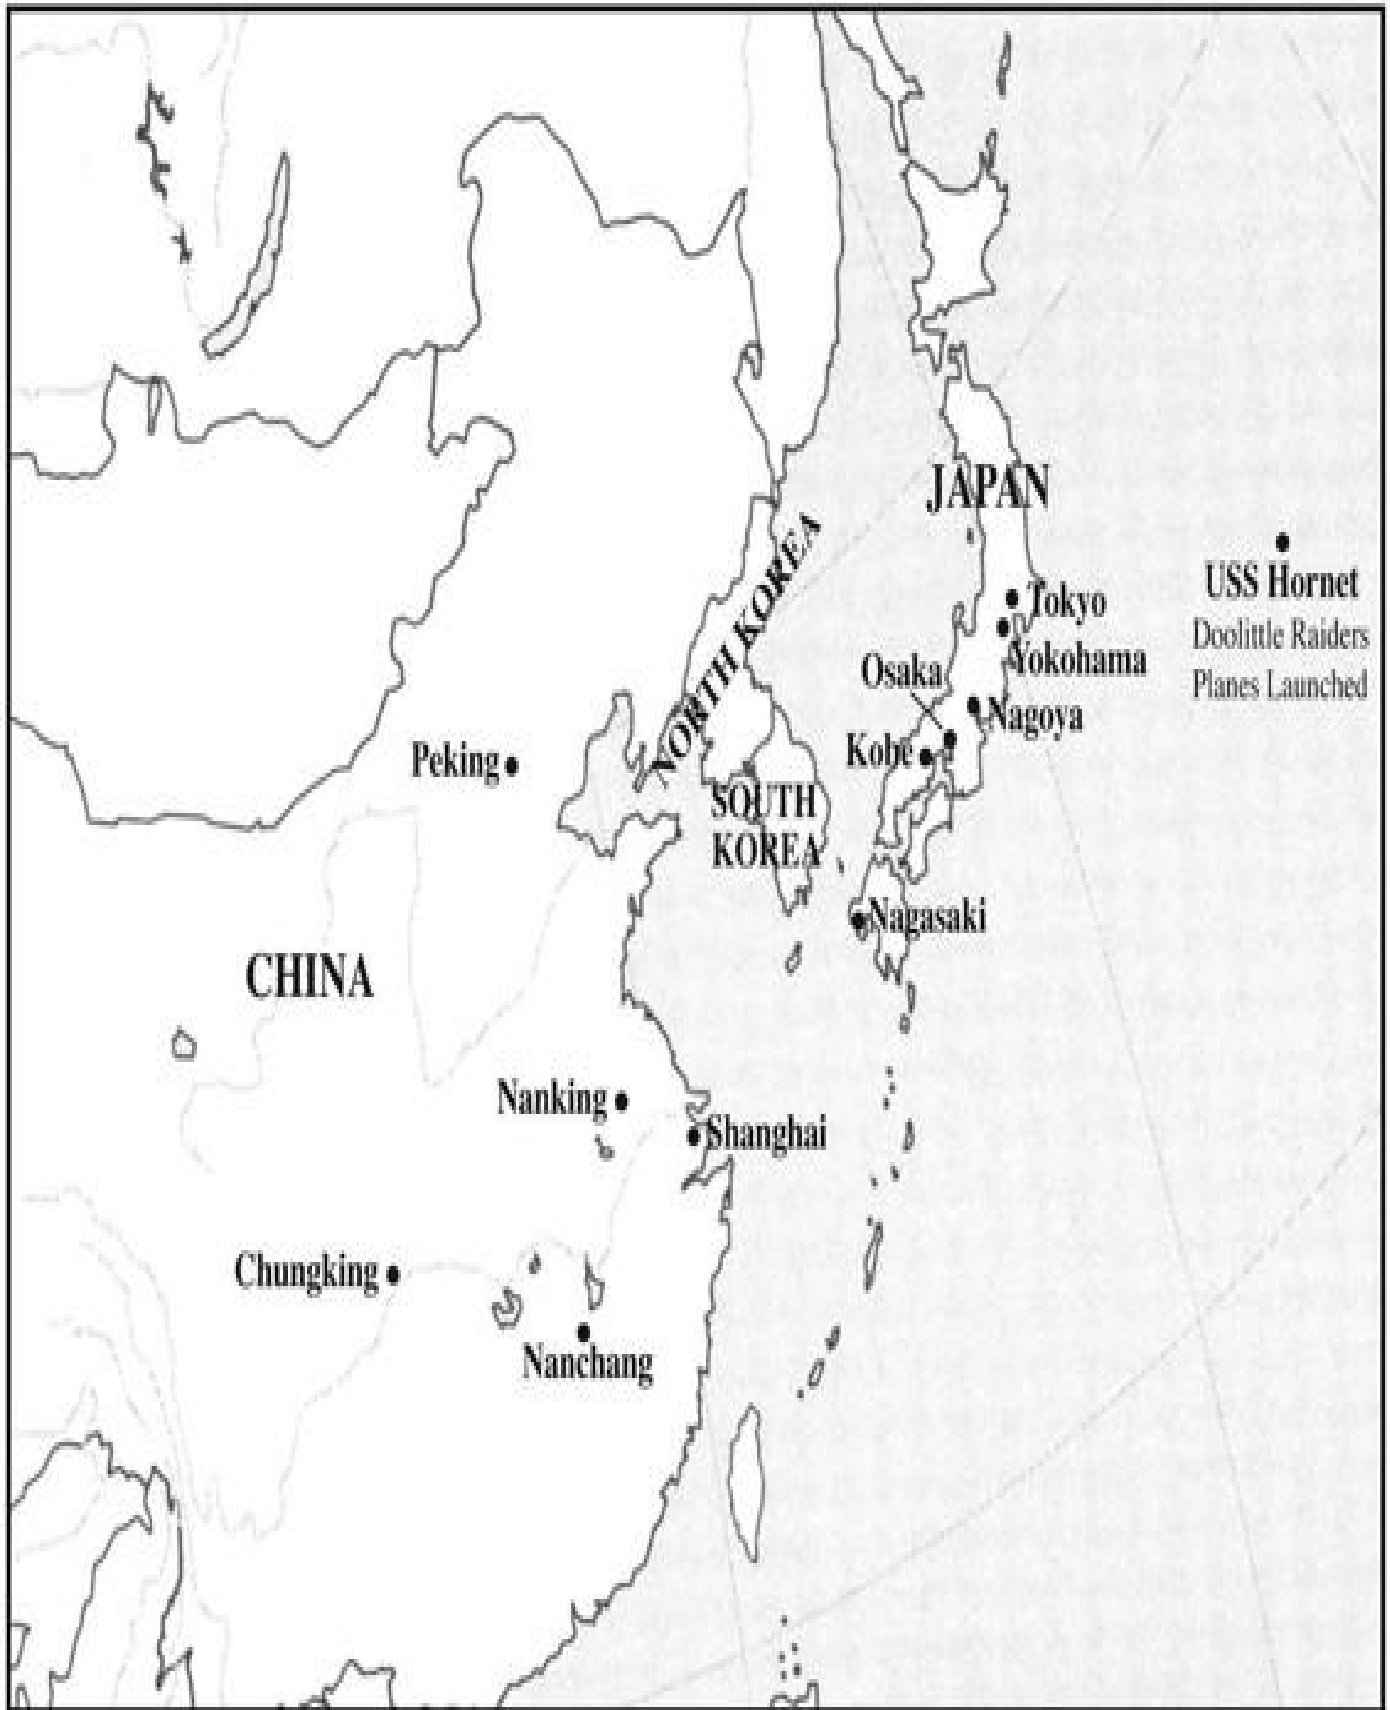 JAPAN
NORTH KOREA
USS Hornet
Doolittle Raiders
Planes Launched
Tokyo
Yokohama
Osaka
Nagoya
Kobe
Peking
SOUTH
KOREA
Nagasaki
CHINA
Nanking
Shanghai
Chungking
Nanchang